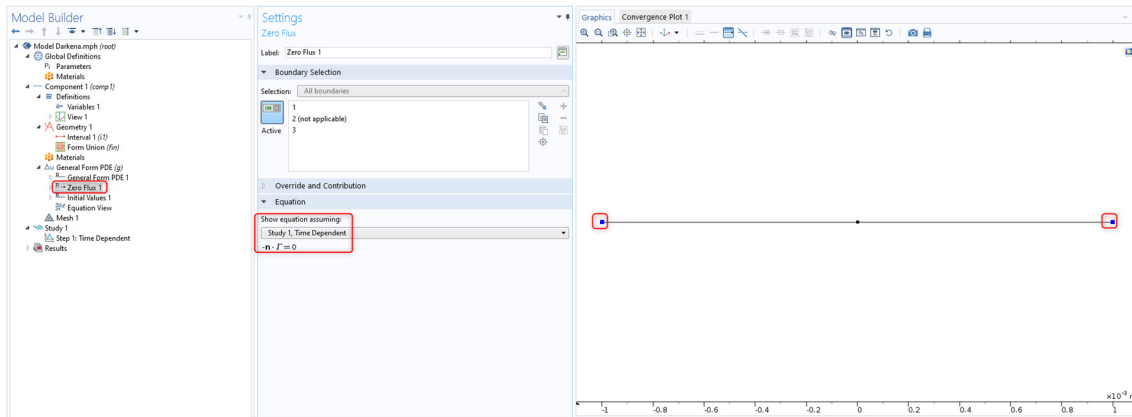 Model Builder
Model Darkena.mph (root)
Global Definitions
Pi Parameters
Materials
Component 1 (comp1)
Definitions
a= Variables 1
View 1
Geometry 1
Interval 1 (i1)
Form Union (fin)
Materials
Δu General Form PDE (g)
General Form PDE 1
Zero Flux 1
Initial Values 1
Equation View
Mesh 1
Study 1
Step 1: Time Dependent
Results
Settings
Zero Flux
Label: Zero Flux 1
Boundary Selection
Selection: All boundaries
1
2 (not applicable)
Active 3
Override and Contribution
Equation
Show equation assuming:
Study 1, Time Dependent
-n · Γ = 0
Graphics Convergence Plot 1
×10⁻³
-1 -0.8 -0.6 -0.4 -0.2 0 0.2 0.4 0.6 0.8 1